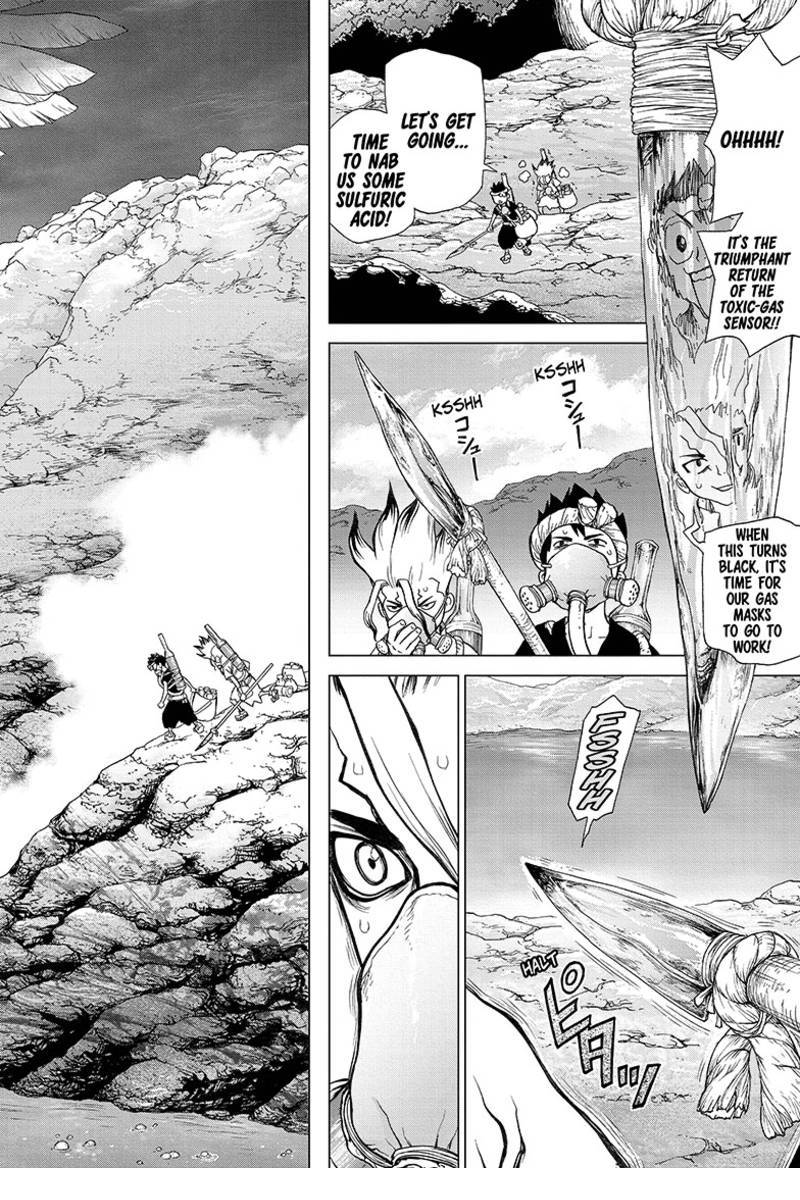 OHHHH!
IT'S THE
TRIUMPHANT
RETURN
OF THE
TOXIC-GAS
SENSOR!!
WHEN
THIS TURNS
BLACK, IT'S
TIME FOR
OUR GAS
MASKS
TO GO TO
WORK!
LET'S GET
GOING...
TIME
TO NAB
US SOME
SULFURIC
ACID!
KSSHH
コシュー
KSSHH
コシュー
FSSHH
HALT
ピタッ